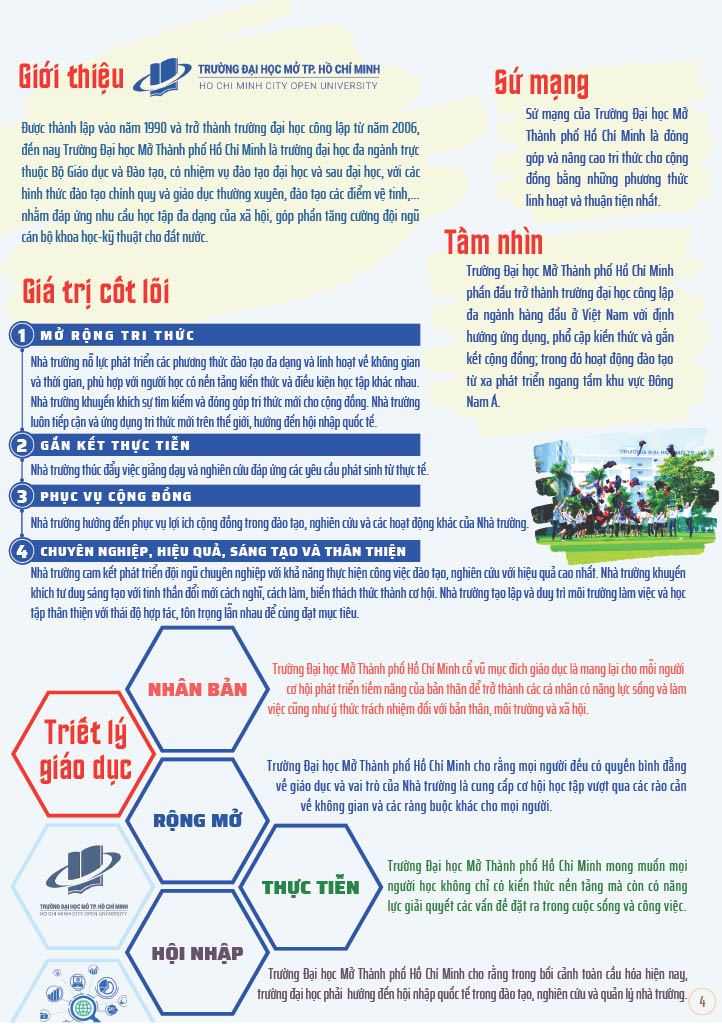 Giới thiệu
TRƯỜNG ĐẠI HỌC MỞ TP. HỒ CHÍ MINH
HO CHI MINH CITY OPEN UNIVERSITY
Được thành lập vào năm 1990 và trở thành trường đại học công lập từ năm 2006,
đến nay Trường Đại học Mở Thành phố Hồ Chí Minh là trường đại học đa ngành trực
thuộc Bộ Giáo dục và Đào tạo, có nhiệm vụ đào tạo đại học và sau đại học, với các
hình thức đào tạo chính quy và giáo dục thường xuyên, đào tạo các điểm vệ tinh,...
nhằm đáp ứng nhu cầu học tập đa dạng của xã hội, góp phần tăng cường đội ngũ
cán bộ khoa học-kỹ thuật cho đất nước.
Sứ mạng
Sứ mạng của Trường Đại học Mở
Thành phố Hồ Chí Minh là đóng
góp và nâng cao tri thức cho cộng
đồng bằng những phương thức
linh hoạt và thuận tiện nhất.
Tầm nhìn
Trường Đại học Mở Thành phố Hồ Chí Minh
phấn đấu trở thành trường đại học công lập
đa ngành hàng đầu ở Việt Nam với định
hướng ứng dụng, phổ cập kiến thức và gắn
kết cộng đồng; trong đó hoạt động đào tạo
từ xa phát triển ngang tầm khu vực Đông
Nam Á.
Giá trị cốt lõi
1 MỞ RỘNG TRI THỨC
Nhà trường nỗ lực phát triển các phương thức đào tạo đa dạng và linh hoạt về không gian
và thời gian, phù hợp với người học có nền tảng kiến thức và điều kiện học tập khác nhau.
Nhà trường khuyến khích sự tìm kiếm và đóng góp tri thức mới cho cộng đồng. Nhà trường
luôn tiếp cận và ứng dụng tri thức mới trên thế giới, hướng đến hội nhập quốc tế.
2 GẮN KẾT THỰC TIỄN
Nhà trường thúc đẩy việc giảng dạy và nghiên cứu đáp ứng các yêu cầu phát sinh từ thực tế.
3 PHỤC VỤ CỘNG ĐỒNG
Nhà trường hướng đến phục vụ lợi ích cộng đồng trong đào tạo, nghiên cứu và các hoạt động khác của Nhà trường.
TRƯỜNG ĐẠI HỌC MỞ TP.
4 CHUYÊN NGHIỆP, HIỆU QUẢ, SÁNG TẠO VÀ THÂN THIỆN
Nhà trường cam kết phát triển đội ngũ chuyên nghiệp với khả năng thực hiện công việc đào tạo, nghiên cứu với hiệu quả cao nhất. Nhà trường khuyến
khích tư duy sáng tạo với tinh thần đổi mới cách nghĩ, cách làm, biến thách thức thành cơ hội. Nhà trường tạo lập và duy trì môi trường làm việc và học
tập thân thiện với thái độ hợp tác, tôn trọng lẫn nhau để cùng đạt mục tiêu.
Triết lý
giáo dục
NHÂN BẢN
Trường Đại học Mở Thành phố Hồ Chí Minh cổ vũ mục đích giáo dục là mang lại cho mỗi người
cơ hội phát triển tiềm năng của bản thân để trở thành các cá nhân có năng lực sống và làm
việc cũng như ý thức trách nhiệm đối với bản thân, môi trường và xã hội.
RỘNG MỞ
Trường Đại học Mở Thành phố Hồ Chí Minh cho rằng mọi người đều có quyền bình đẳng
về giáo dục và vai trò của Nhà trường là cung cấp cơ hội học tập vượt qua các rào cản
về không gian và các ràng buộc khác cho mọi người.
THỰC TIỄN
Trường Đại học Mở Thành phố Hồ Chí Minh mong muốn mọi
người học không chỉ có kiến thức nền tảng mà còn có năng
lực giải quyết các vấn đề đặt ra trong cuộc sống và công việc.
TRƯỜNG ĐẠI HỌC MỞ TP. HỒ CHÍ MINH
HO CHI MINH CITY OPEN UNIVERSITY
HỘI NHẬP
Trường Đại học Mở Thành phố Hồ Chí Minh cho rằng trong bối cảnh toàn cầu hóa hiện nay,
trường đại học phải hướng đến hội nhập quốc tế trong đào tạo, nghiên cứu và quản lý nhà trường.
4